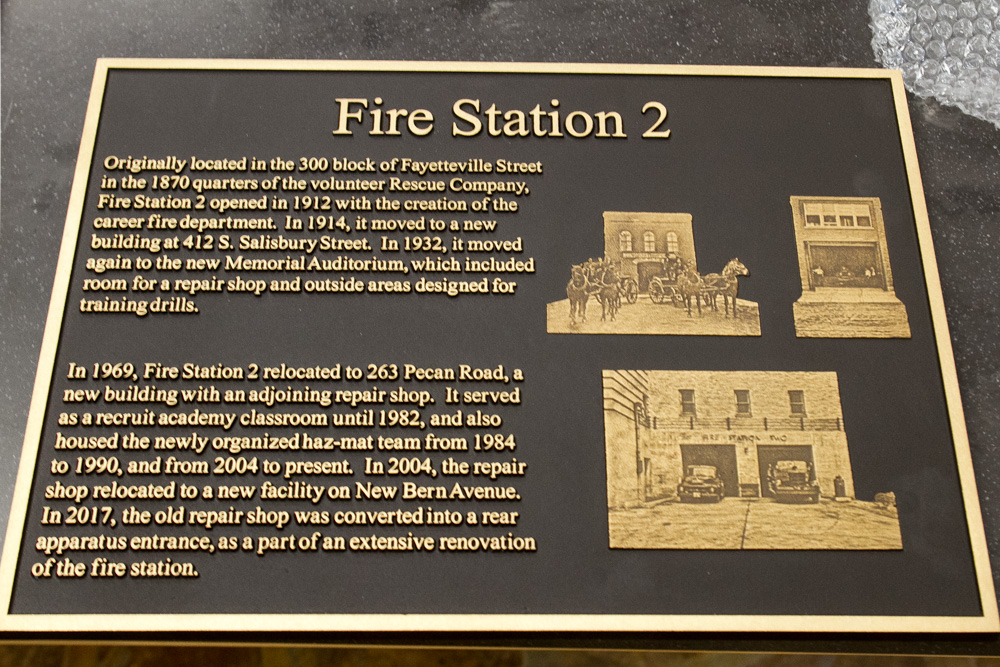 Fire Station 2
Originally located in the 300 block of Fayetteville Street
in the 1870 quarters of the volunteer Rescue Company,
Fire Station 2 opened in 1912 with the creation of the
career fire department. In 1914, it moved to a new
building at 412 S. Salisbury Street. In 1932, it moved
again to the new Memorial Auditorium, which included
room for a repair shop and outside areas designed for
training drills.
In 1969, Fire Station 2 relocated to 263 Pecan Road, a
new building with an adjoining repair shop. It served
as a recruit academy classroom until 1982, and also
housed the newly organized haz-mat team from 1984
to 1990, and from 2004 to present. In 2004, the repair
shop relocated to a new facility on New Bern Avenue.
In 2017, the old repair shop was converted into a rear
apparatus entrance, as a part of an extensive renovation
of the fire station.
FIRE STATION TWO